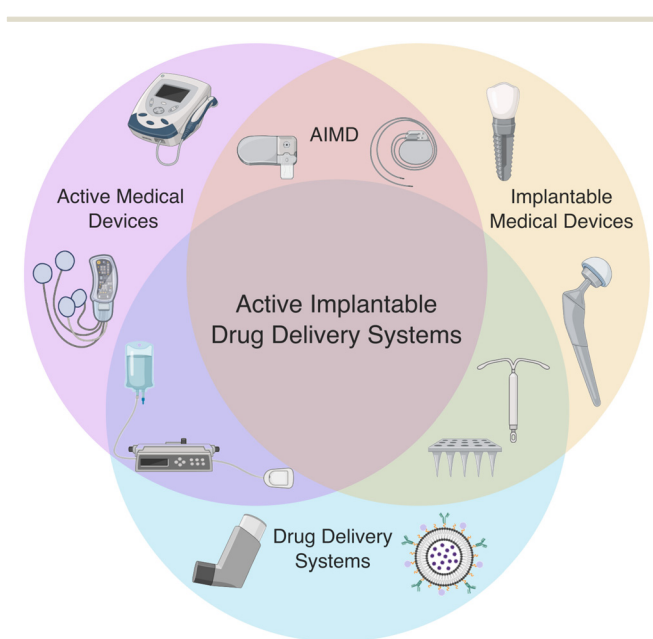 AIMD
Active Medical
Devices
Implantable
Medical Devices
Active Implantable
Drug Delivery Systems
Drug Delivery
Systems